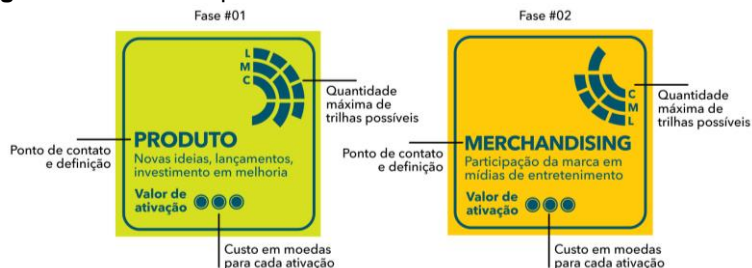 Fase #01
L
M
C
Quantidade
máxima de
trilhas possíveis
Ponto de contato
e definição
PRODUTO
Novas ideias, lançamentos,
investimento em melhoria
Valor de
ativação
Custo em moedas
para cada ativação
Fase #02
C
M
L
Quantidade
máxima de
trilhas possíveis
Ponto de contato
e definição
MERCHANDISING
Participação da marca em
mídias de entretenimento
Valor de
ativação
Custo em moedas
para cada ativação